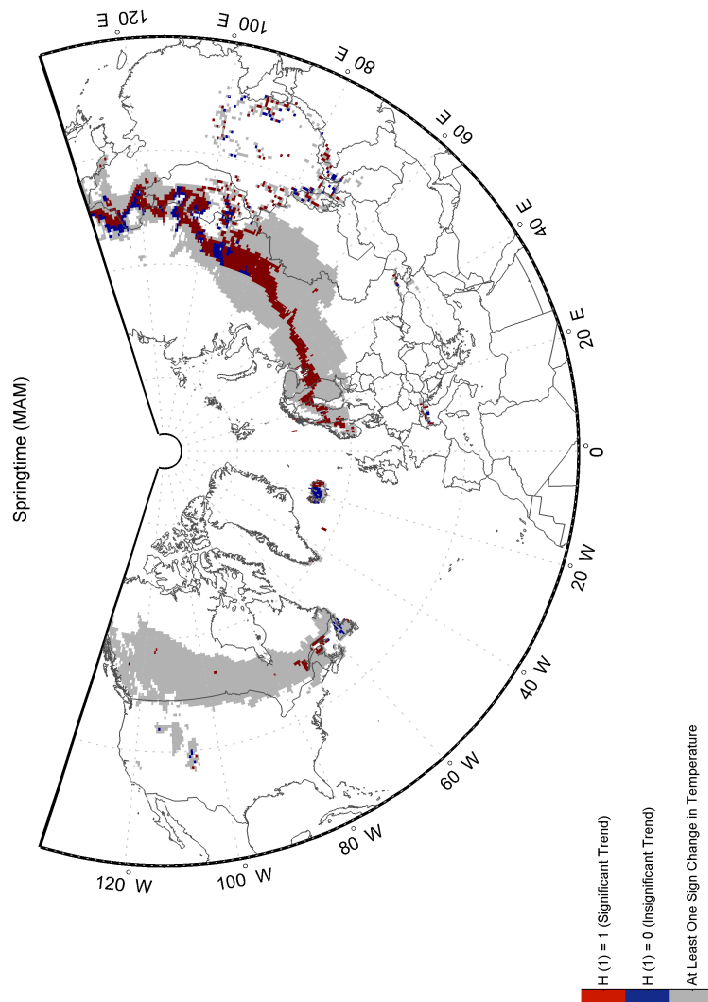 Springtime (MAM)
120 E
100 E
80 E
60 E
40 E
20 E
0
20 W
40 W
60 W
80 W
100 W
120 W
H (1) = 1 (Significant Trend)
H (1) = 0 (Insignificant Trend)
At Least One Sign Change in Temperature